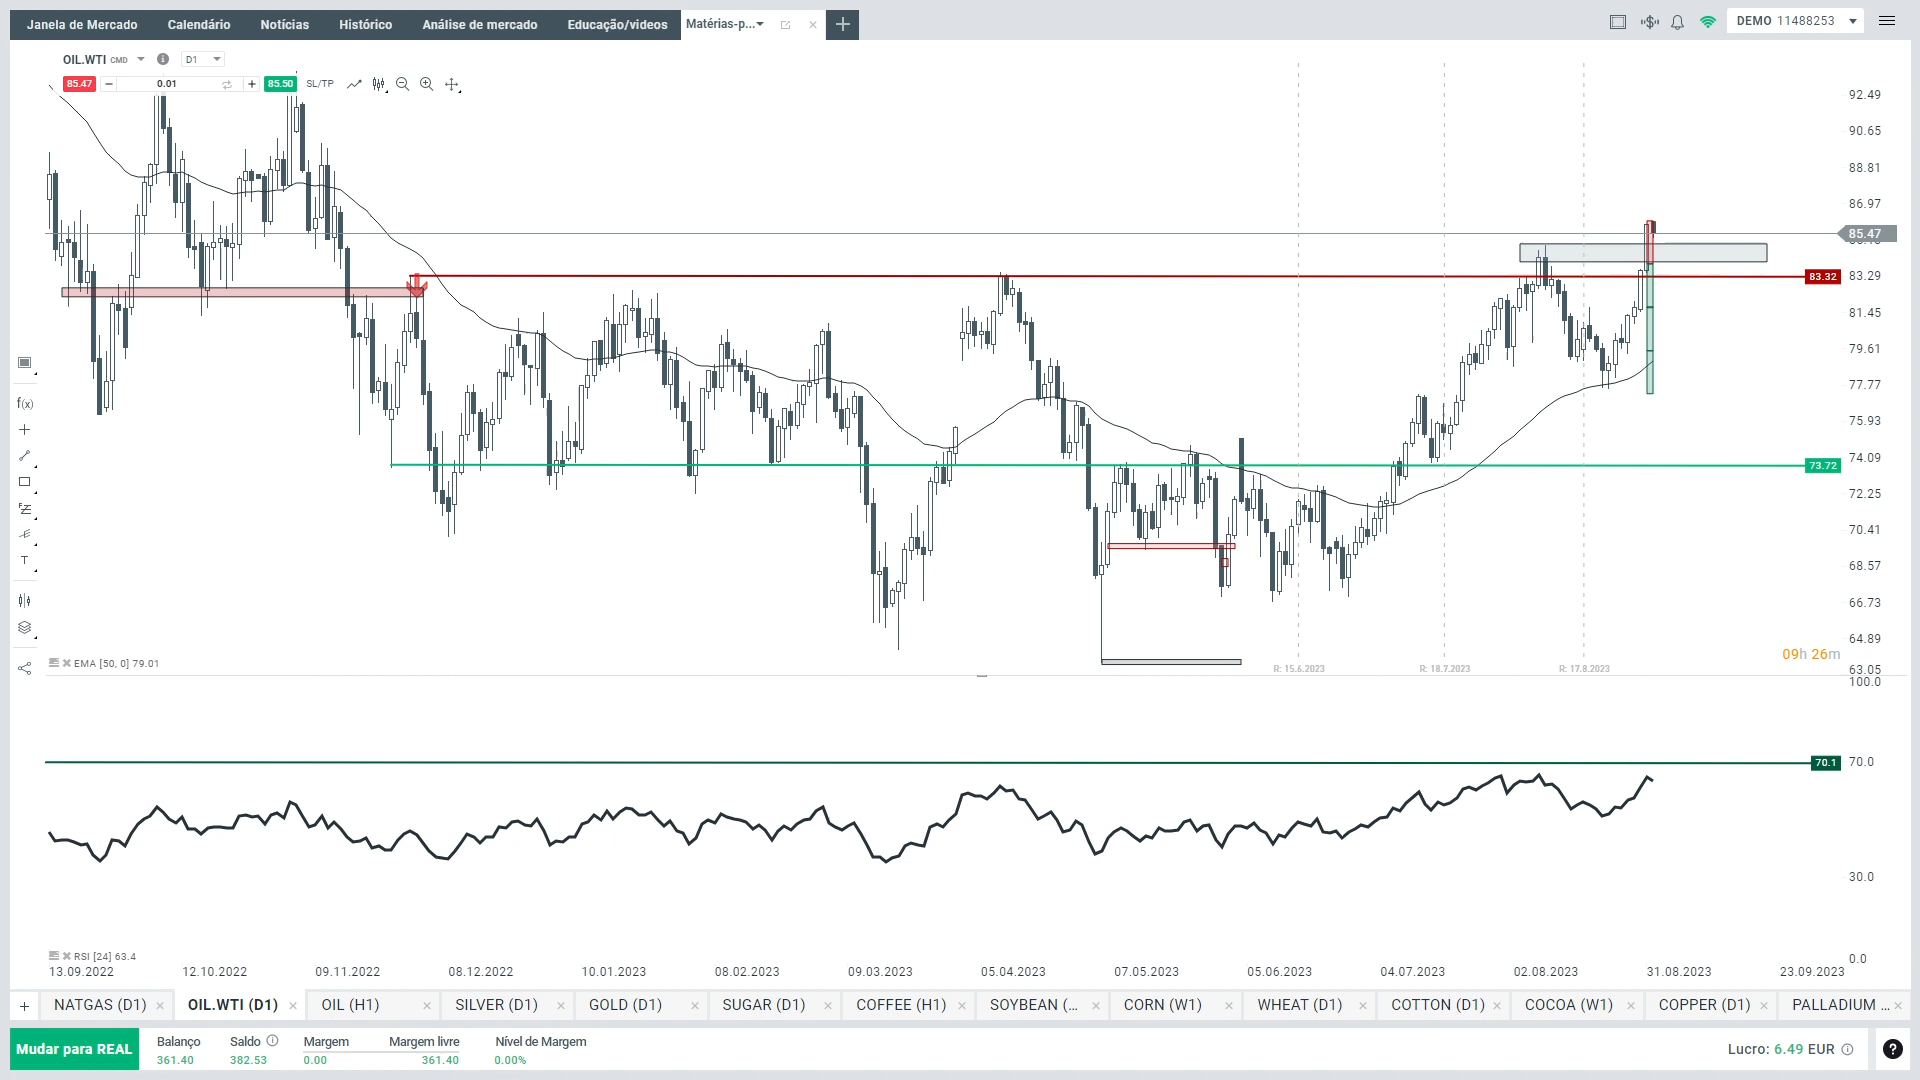 Janela de Mercado Calendário Notícias Histórico Análise de mercado Educação/videos Matérias-p...
DEMO 11488253
OIL.WTI CMD D1
85.47 0.01 85.50 SL/TP
92.49
90.65
88.81
86.97
85.47
83.29
83.32
81.45
79.61
77.77
75.93
74.09
73.72
72.25
70.41
68.57
66.73
64.89
63.05
f(x)
T
09h 26m
EMA [50, 0] 79.01
R: 15.6.2023 R: 18.7.2023 R: 17.8.2023
100.0
70.1 70.0
30.0
0.0
RSI [24] 63.4
13.09.2022 12.10.2022 09.11.2022 08.12.2022 10.01.2023 08.02.2023 09.03.2023 05.04.2023 07.05.2023 05.06.2023 04.07.2023 02.08.2023 31.08.2023 23.09.2023
NATGAS (D1) OIL.WTI (D1) OIL (H1) SILVER (D1) GOLD (D1) SUGAR (D1) COFFEE (H1) SOYBEAN (... CORN (W1) WHEAT (D1) COTTON (D1) COCOA (W1) COPPER (D1) PALLADIUM ...
Mudar para REAL
Balanço Saldo Margem Margem livre Nível de Margem
361.40 382.53 0.00 361.40 0.00%
Lucro: 6.49 EUR